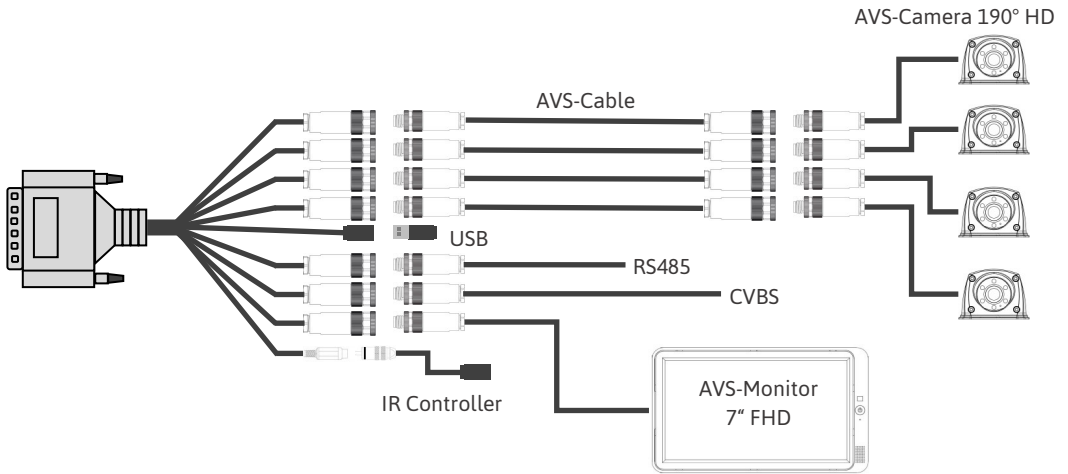 AVS-Camera 190° HD
AVS-Cable
USB
RS485
CVBS
IR Controller
AVS-Monitor
7“ FHD